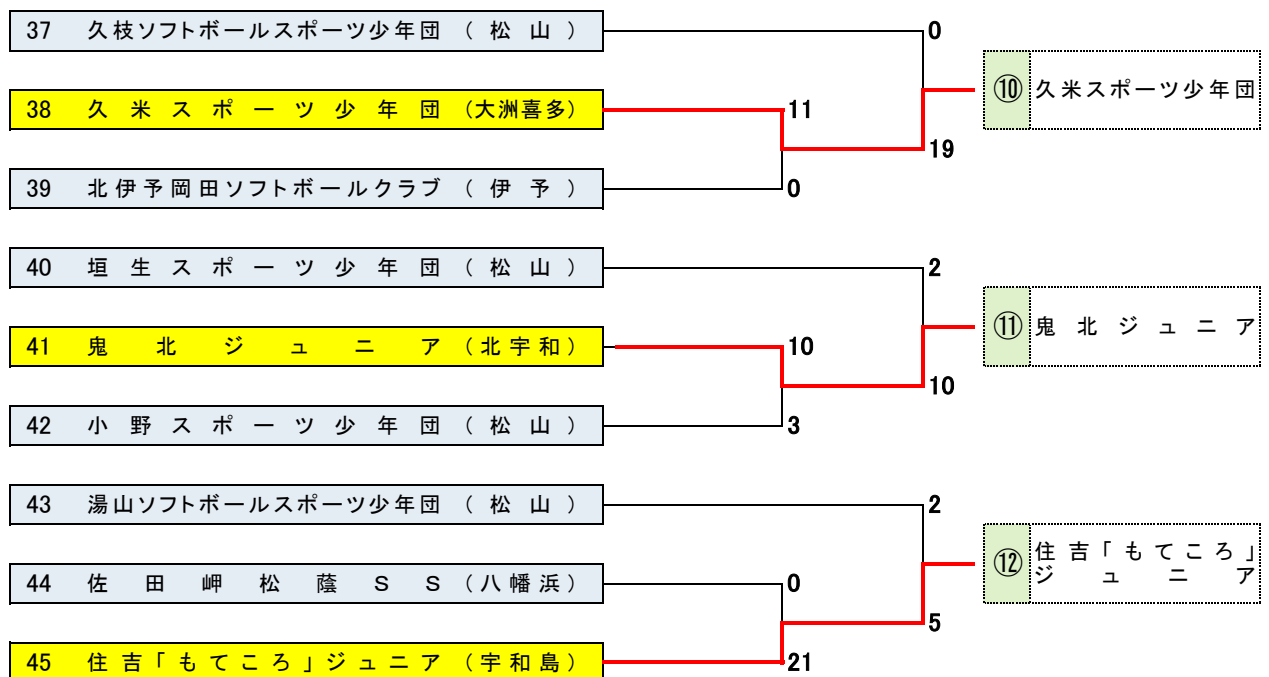 37 久枝ソフトボールスポーツ少年団 （ 松 山 ） 0
⑩ 久米スポーツ少年団
38 久米スポーツ少年団 （大洲喜多） 11
19
39 北伊予岡田ソフトボールクラブ （ 伊 予 ） 0
40 垣生スポーツ少年団 （ 松 山 ） 2
⑪ 鬼北ジュニア
41 鬼北ジュニア （北宇和） 10
10
42 小野スポーツ少年団 （ 松 山 ） 3
43 湯山ソフトボールスポーツ少年団 （ 松 山 ） 2
⑫ 住吉「もてころ」
ジュニア
44 佐田岬松蔭ＳＳ （八幡浜） 0
5
45 住吉「もてころ」ジュニア （宇和島） 21